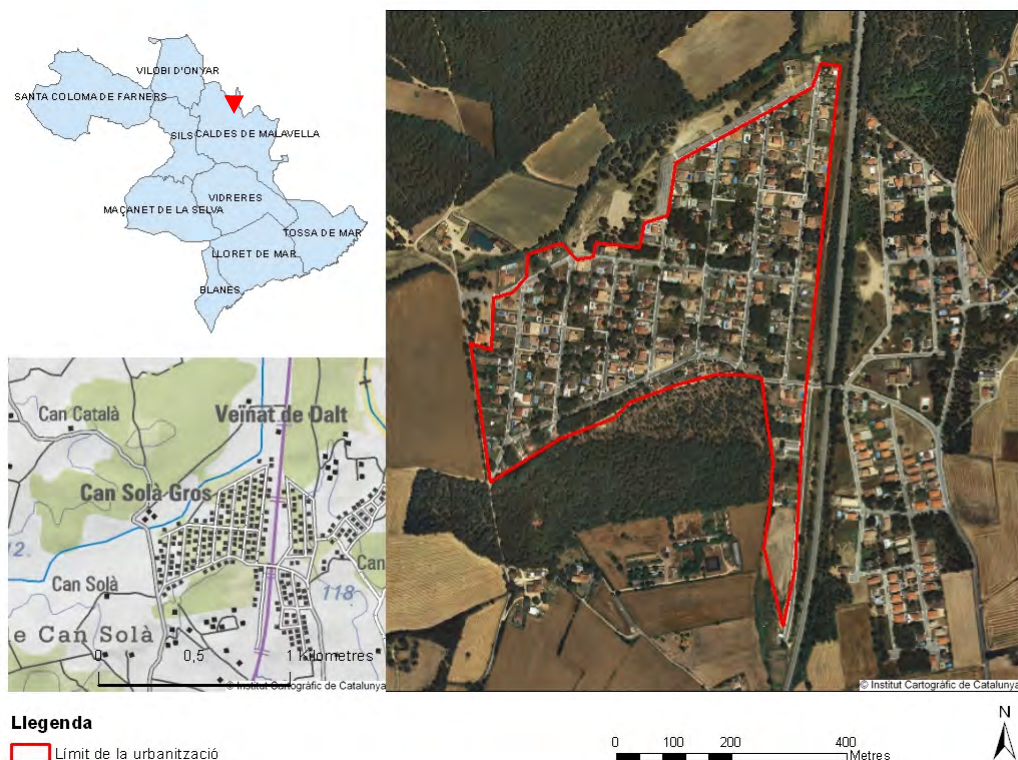 VILOBI D'ONYAR
SANTA COLOMA DE FARNERS
SILS
CALDES DE MALAVELLA
VIDRERES
MAÇANET DE LA SELVA
TOSSA DE MAR
LLORET DE MAR
BLANES
Can Català
Veïnat de Dalt
Can Solà Gros
12.
Can Solà
Can
118
e Can Solà
0 0,5 1 Kilometres
© Institut Cartogràfic de Catalunya
© Institut Cartogràfic de Catalunya
Llegenda
Límit de la urbanització
0 100 200 400
Metres
N